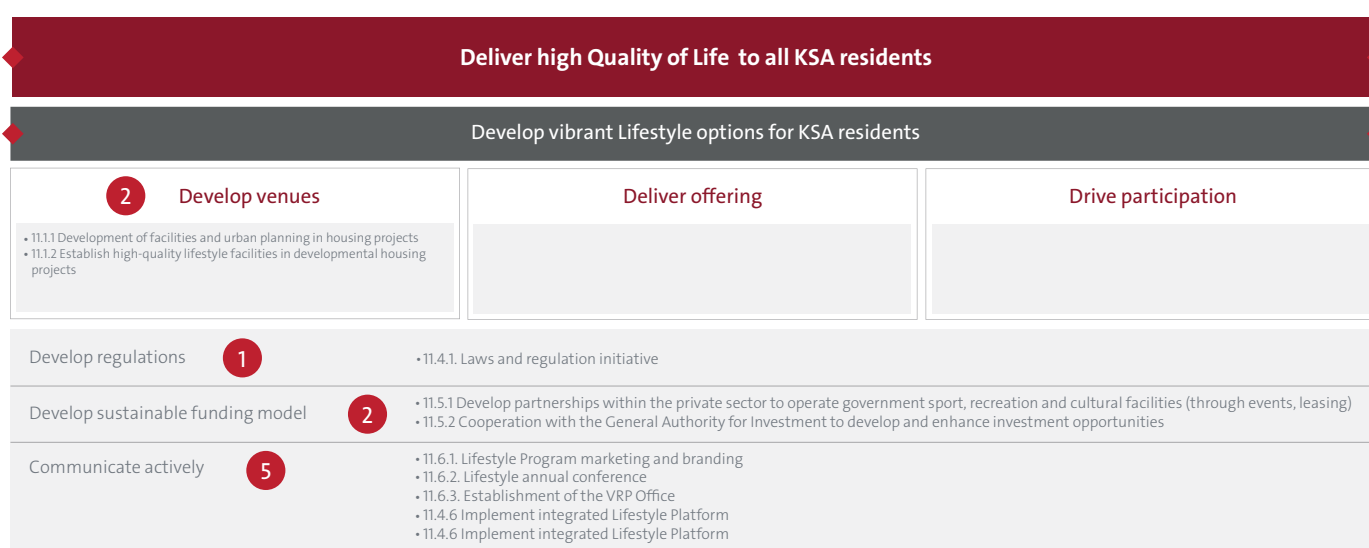 Deliver high Quality of Life to all KSA residents
Develop vibrant Lifestyle options for KSA residents
2 Develop venues
• 11.1.1 Development of facilities and urban planning in housing projects
• 11.1.2 Establish high-quality lifestyle facilities in developmental housing
projects
Deliver offering
Drive participation
Develop regulations 1
• 11.4.1. Laws and regulation initiative
Develop sustainable funding model 2
• 11.5.1 Develop partnerships within the private sector to operate government sport, recreation and cultural facilities (through events, leasing)
• 11.5.2 Cooperation with the General Authority for Investment to develop and enhance investment opportunities
Communicate actively 5
• 11.6.1. Lifestyle Program marketing and branding
• 11.6.2. Lifestyle annual conference
• 11.6.3. Establishment of the VRP Office
• 11.4.6 Implement integrated Lifestyle Platform
• 11.4.6 Implement integrated Lifestyle Platform